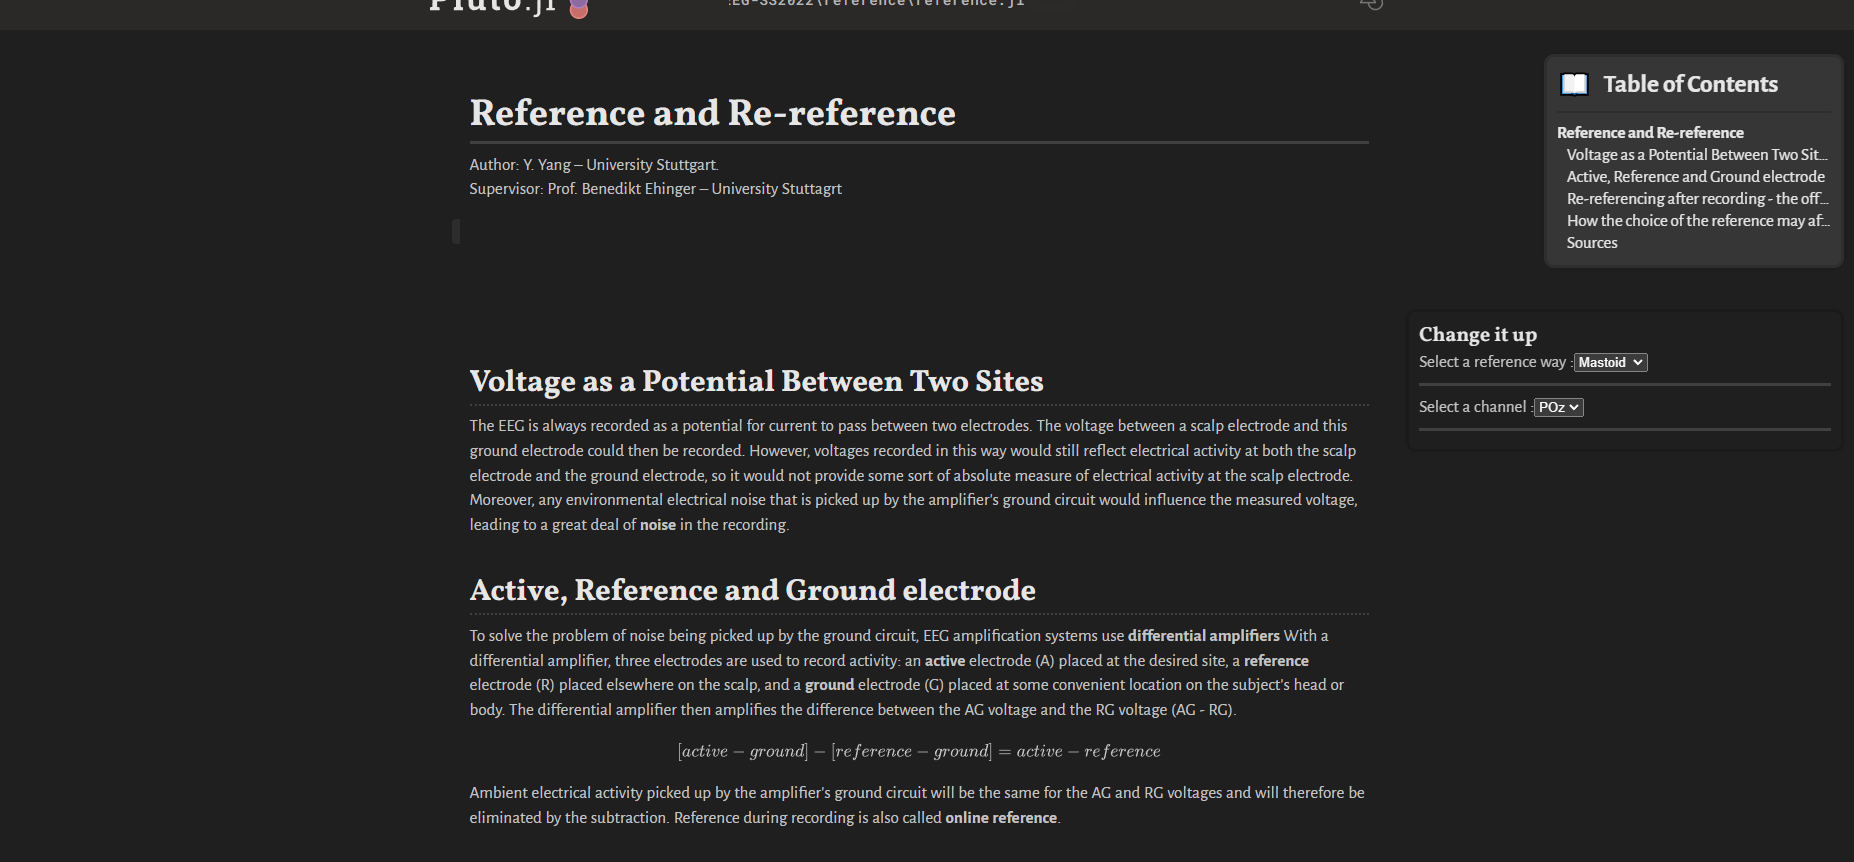 Pluto.jl
EEG-SS2022\reference\reference.jl
Reference and Re-reference
Author: Y. Yang – University Stuttgart.
Supervisor: Prof. Benedikt Ehinger – University Stuttagrt
Voltage as a Potential Between Two Sites
The EEG is always recorded as a potential for current to pass between two electrodes. The voltage between a scalp electrode and this
ground electrode could then be recorded. However, voltages recorded in this way would still reflect electrical activity at both the scalp
electrode and the ground electrode, so it would not provide some sort of absolute measure of electrical activity at the scalp electrode.
Moreover, any environmental electrical noise that is picked up by the amplifier's ground circuit would influence the measured voltage,
leading to a great deal of noise in the recording.
Active, Reference and Ground electrode
To solve the problem of noise being picked up by the ground circuit, EEG amplification systems use differential amplifiers With a
differential amplifier, three electrodes are used to record activity: an active electrode (A) placed at the desired site, a reference
electrode (R) placed elsewhere on the scalp, and a ground electrode (G) placed at some convenient location on the subject's head or
body. The differential amplifier then amplifies the difference between the AG voltage and the RG voltage (AG - RG).
[active − ground] − [reference − ground] = active − reference
Ambient electrical activity picked up by the amplifier's ground circuit will be the same for the AG and RG voltages and will therefore be
eliminated by the subtraction. Reference during recording is also called online reference.
Table of Contents
Reference and Re-reference
Voltage as a Potential Between Two Sit...
Active, Reference and Ground electrode
Re-referencing after recording - the off...
How the choice of the reference may af...
Sources
Change it up
Select a reference way : Mastoid
Select a channel : POz